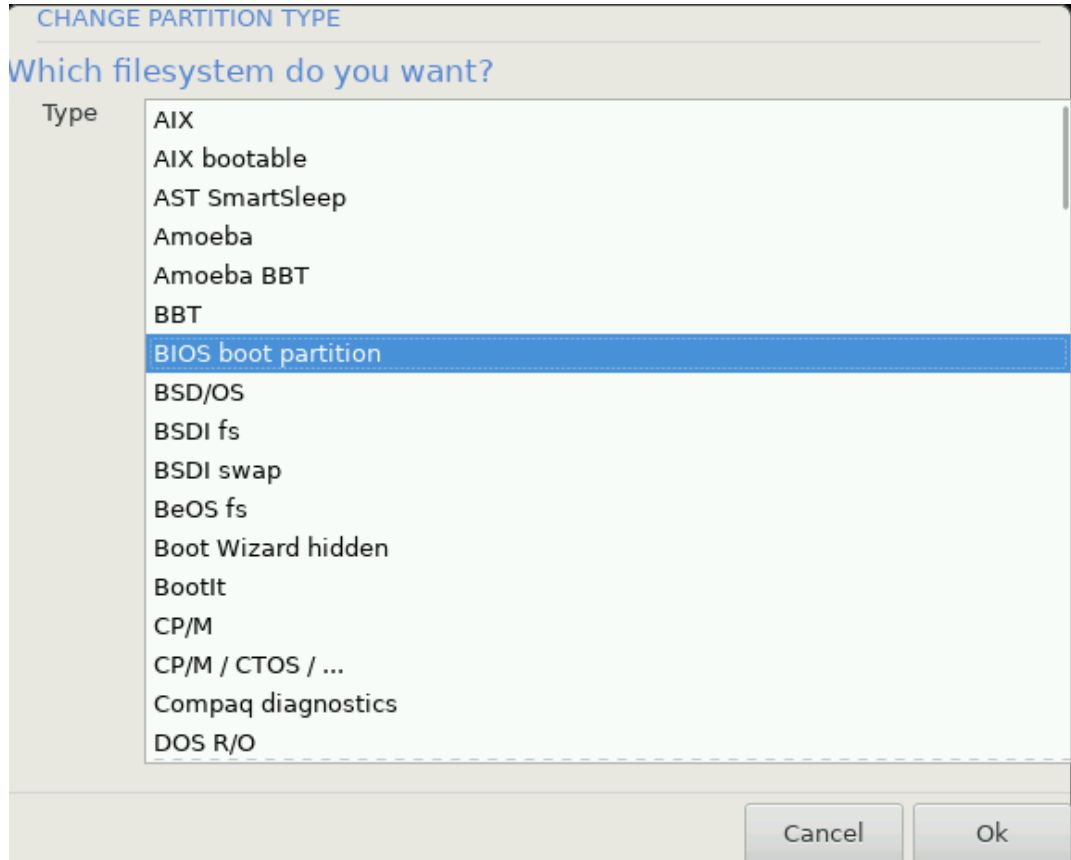 CHANGE PARTITION TYPE
Which filesystem do you want?
Type
AIX
AIX bootable
AST SmartSleep
Amoeba
Amoeba BBT
BBT
BIOS boot partition
BSD/OS
BSDI fs
BSDI swap
BeOS fs
Boot Wizard hidden
BootIt
CP/M
CP/M / CTOS / ...
Compaq diagnostics
DOS R/O
Cancel
Ok